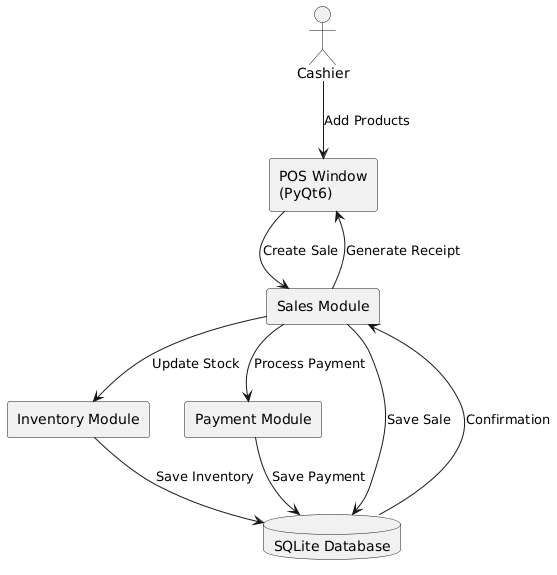 Cashier
Add Products
POS Window
(PyQt6)
Create Sale
Generate Receipt
Sales Module
Update Stock
Process Payment
Inventory Module
Payment Module
Save Sale
Confirmation
Save Inventory
Save Payment
SQLite Database